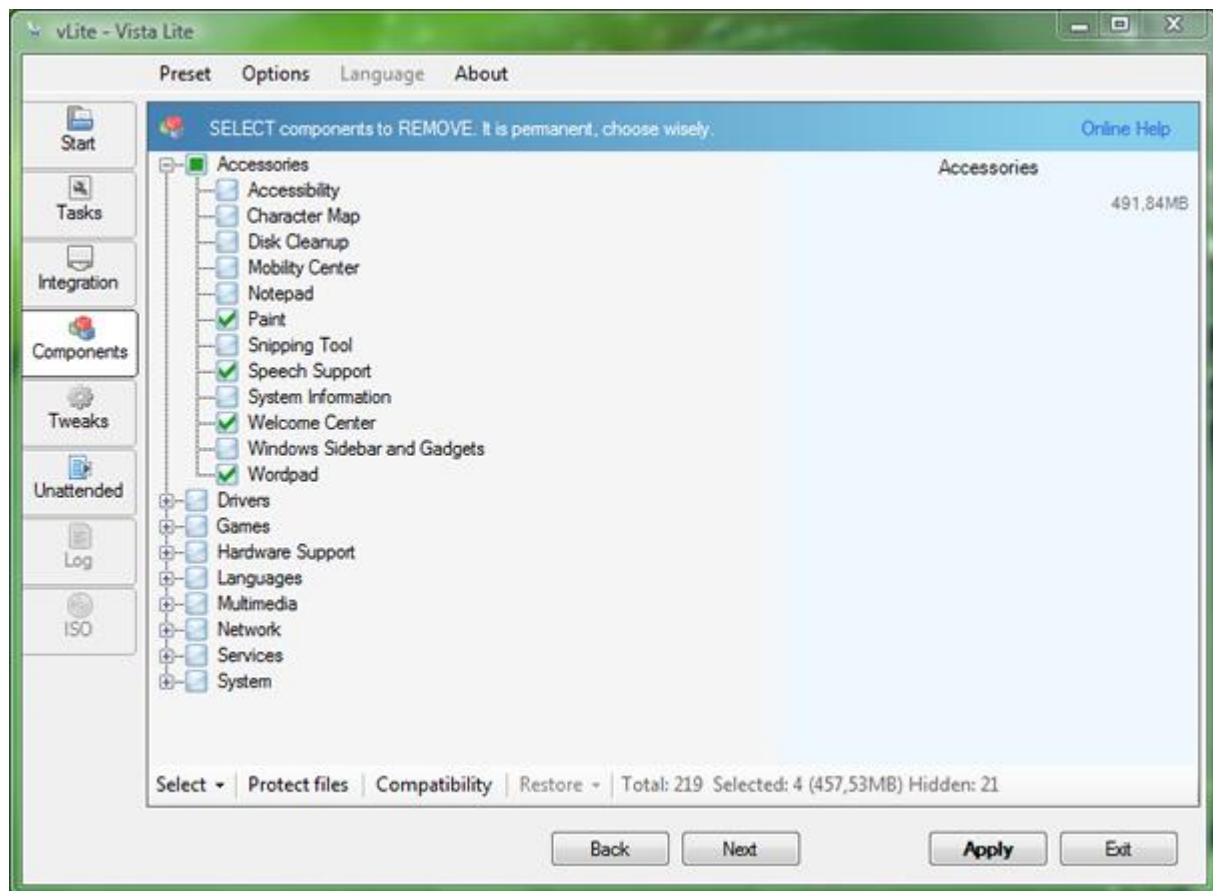 vLite - Vista Lite
Preset Options Language About
Start
Tasks
Integration
Components
Tweaks
Unattended
Log
ISO
SELECT components to REMOVE. It is permanent, choose wisely. Online Help
Accessories
Accessibility
Character Map
Disk Cleanup
Mobility Center
Notepad
Paint
Snipping Tool
Speech Support
System Information
Welcome Center
Windows Sidebar and Gadgets
Wordpad
Drivers
Games
Hardware Support
Languages
Multimedia
Network
Services
System
Accessories
491,84MB
Select Protect files Compatibility Restore Total: 219 Selected: 4 (457,53MB) Hidden: 21
Back Next Apply Exit